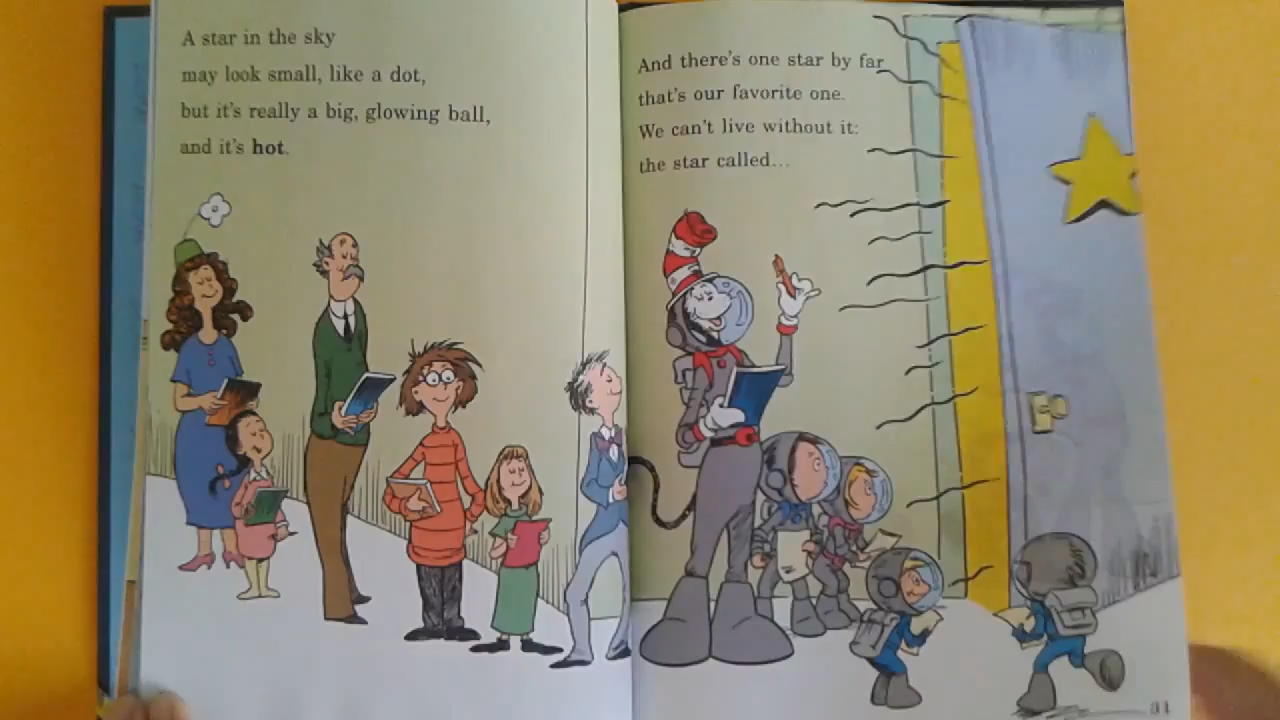 A star in the sky
may look small, like a dot,
but it's really a big, glowing ball,
and it's hot.
And there's one star by far
that's our favorite one.
We can't live without it:
the star called...